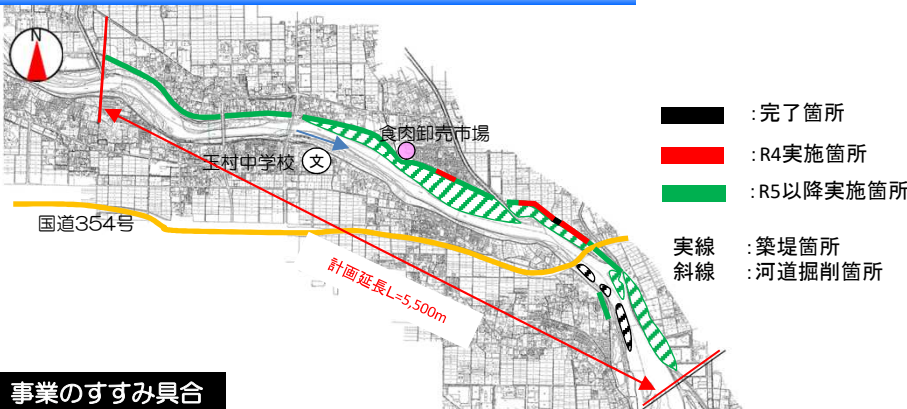 N
食肉卸売市場
玉村中学校
文
国道354号
計画延長L=5,500m
:完了箇所
:R4実施箇所
:R5以降実施箇所
実線 :築堤箇所
斜線 :河道掘削箇所
事業のすすみ具合